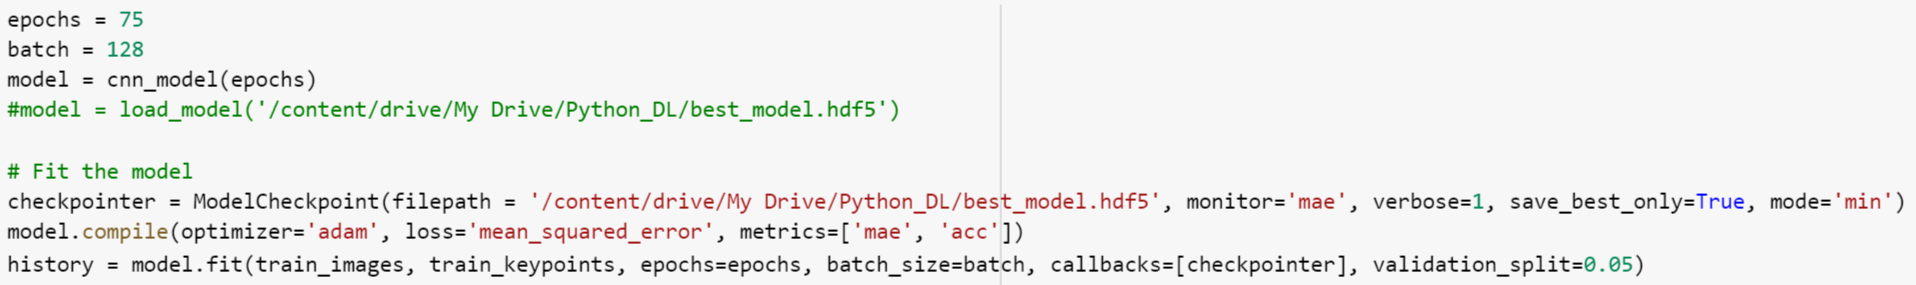 epochs = 75
batch = 128
model = cnn_model(epochs)
#model = load_model('/content/drive/My Drive/Python_DL/best_model.hdf5')
# Fit the model
checkpointer = ModelCheckpoint(filepath = '/content/drive/My Drive/Python_DL/best_model.hdf5', monitor='mae', verbose=1, save_best_only=True, mode='min')
model.compile(optimizer='adam', loss='mean_squared_error', metrics=['mae', 'acc'])
history = model.fit(train_images, train_keypoints, epochs=epochs, batch_size=batch, callbacks=[checkpointer], validation_split=0.05)